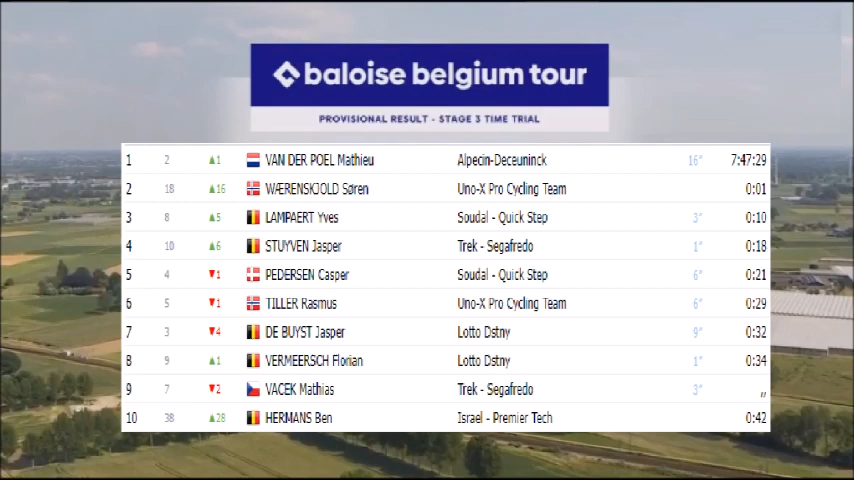 baloise belgium tour
PROVISIONAL RESULT - STAGE 3 TIME TRIAL
1 2 ▲1 VAN DER POEL Mathieu Alpecin-Deceuninck 16″ 7:47:29
2 18 ▲16 WÆRENSKJOLD Søren Uno-X Pro Cycling Team 0:01
3 8 ▲5 LAMPAERT Yves Soudal - Quick Step 3″ 0:10
4 10 ▲6 STUYVEN Jasper Trek - Segafredo 1″ 0:18
5 4 ▼1 PEDERSEN Casper Soudal - Quick Step 6″ 0:21
6 5 ▼1 TILLER Rasmus Uno-X Pro Cycling Team 6″ 0:29
7 3 ▼4 DE BUYST Jasper Lotto Dstny 9″ 0:32
8 9 ▲1 VERMEERSCH Florian Lotto Dstny 1″ 0:34
9 7 ▼2 VACEK Mathias Trek - Segafredo 3″ ,,
10 38 ▲28 HERMANS Ben Israel - Premier Tech 0:42